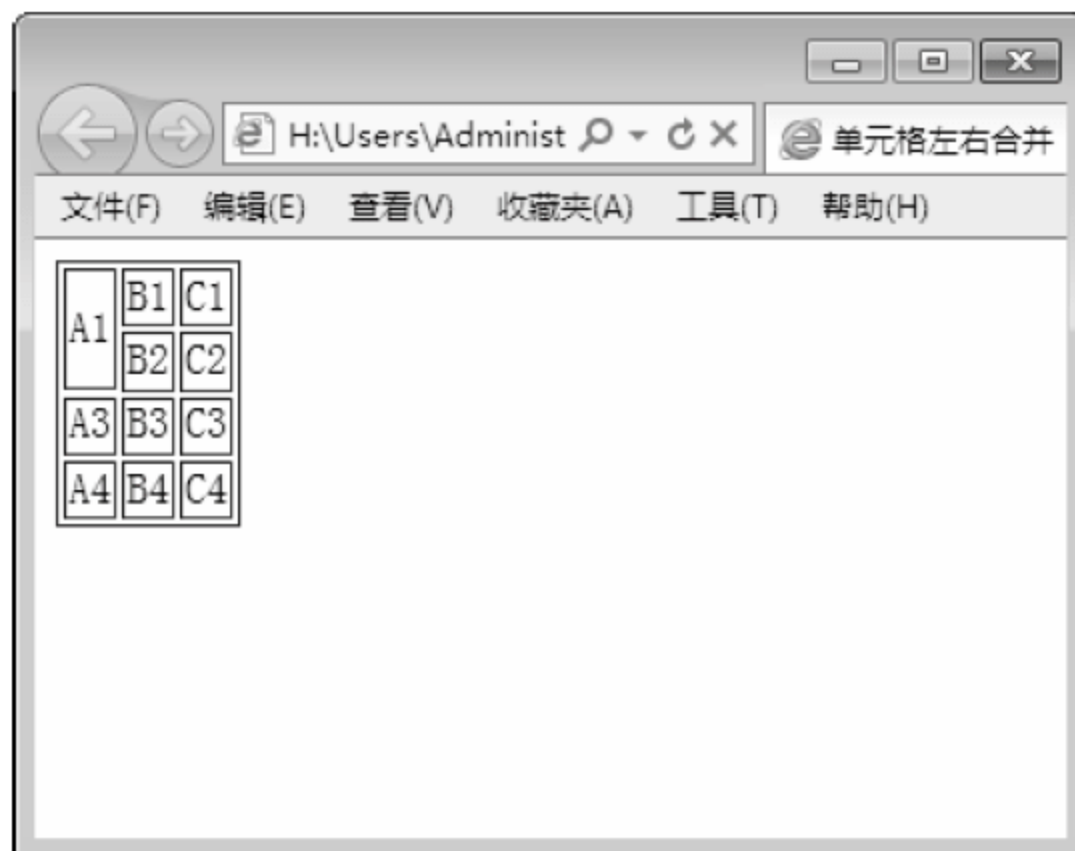 H:\Users\Administ
单元格左右合并
文件(F) 编辑(E) 查看(V) 收藏夹(A) 工具(T) 帮助(H)
A1 B1 C1
B2 C2
A3 B3 C3
A4 B4 C4